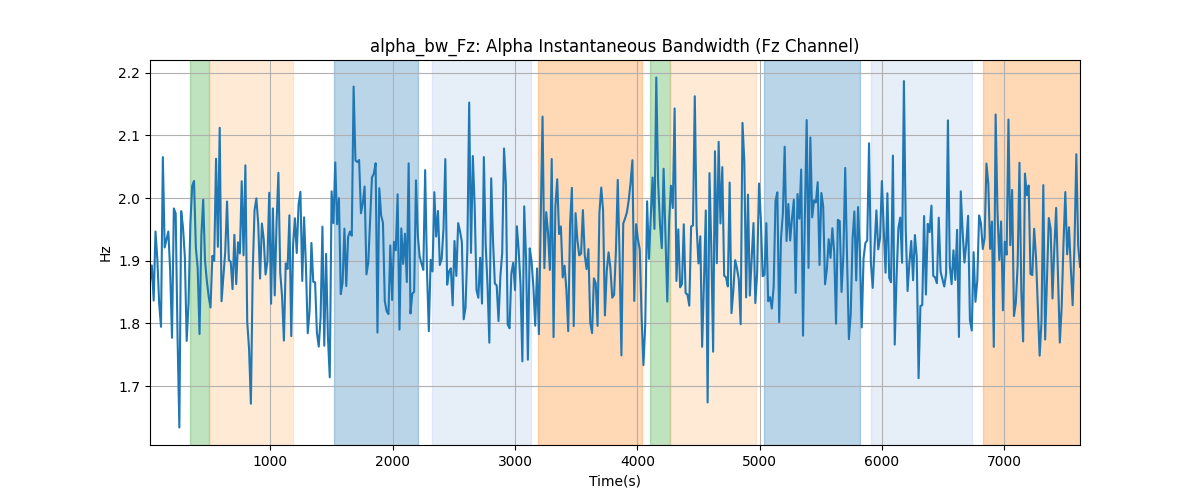 alpha_bw_Fz: Alpha Instantaneous Bandwidth (Fz Channel)
2.2
2.1
2.0
1.9
1.8
1.7
Hz
1000 2000 3000 4000 5000 6000 7000
Time(s)